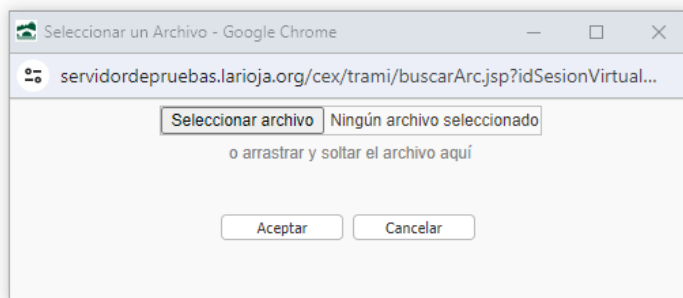 Seleccionar un Archivo - Google Chrome
servidordepruebas.larioja.org/cex/trami/buscarArc.jsp?idSesionVirtual...
Seleccionar archivo Ningún archivo seleccionado
o arrastrar y soltar el archivo aquí
Aceptar Cancelar